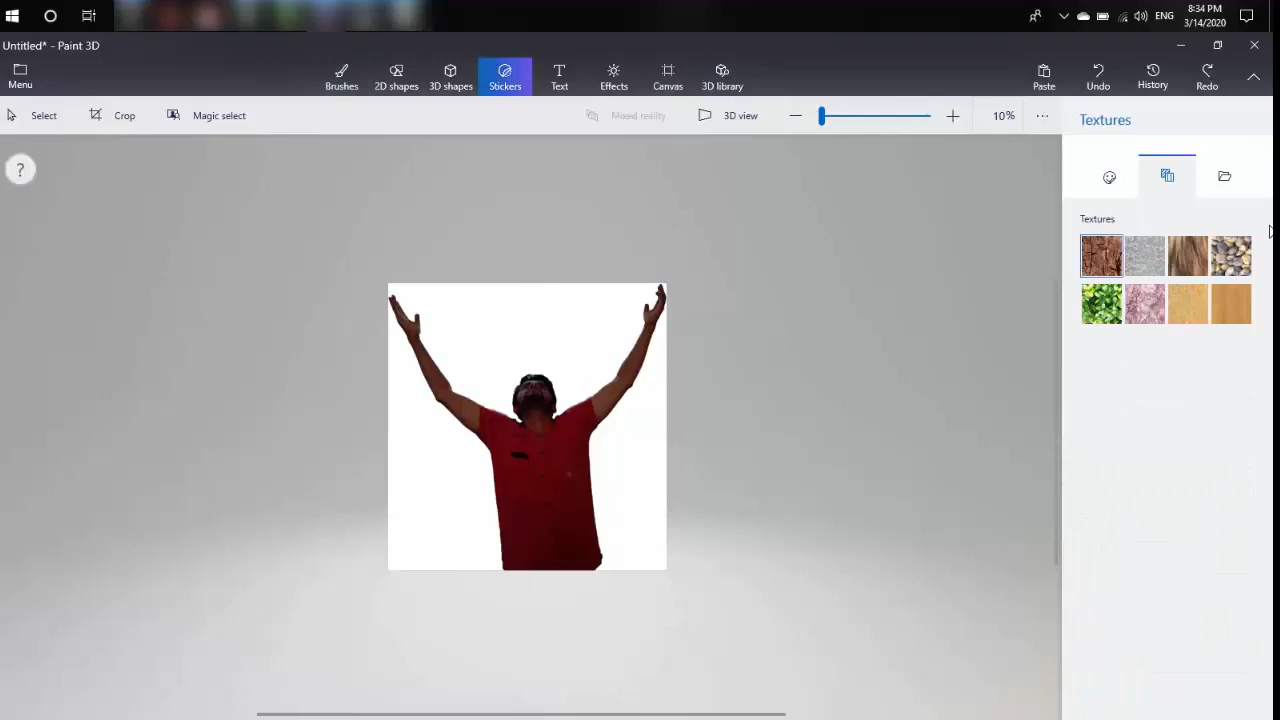 8:34 PM
ENG
3/14/2020
Untitled* - Paint 3D
Menu
Brushes
2D shapes
3D shapes
Stickers
Text
Effects
Canvas
3D library
Paste
Undo
History
Redo
Select
Crop
Magic select
Mixed reality
3D view
10%
Textures
?
Textures